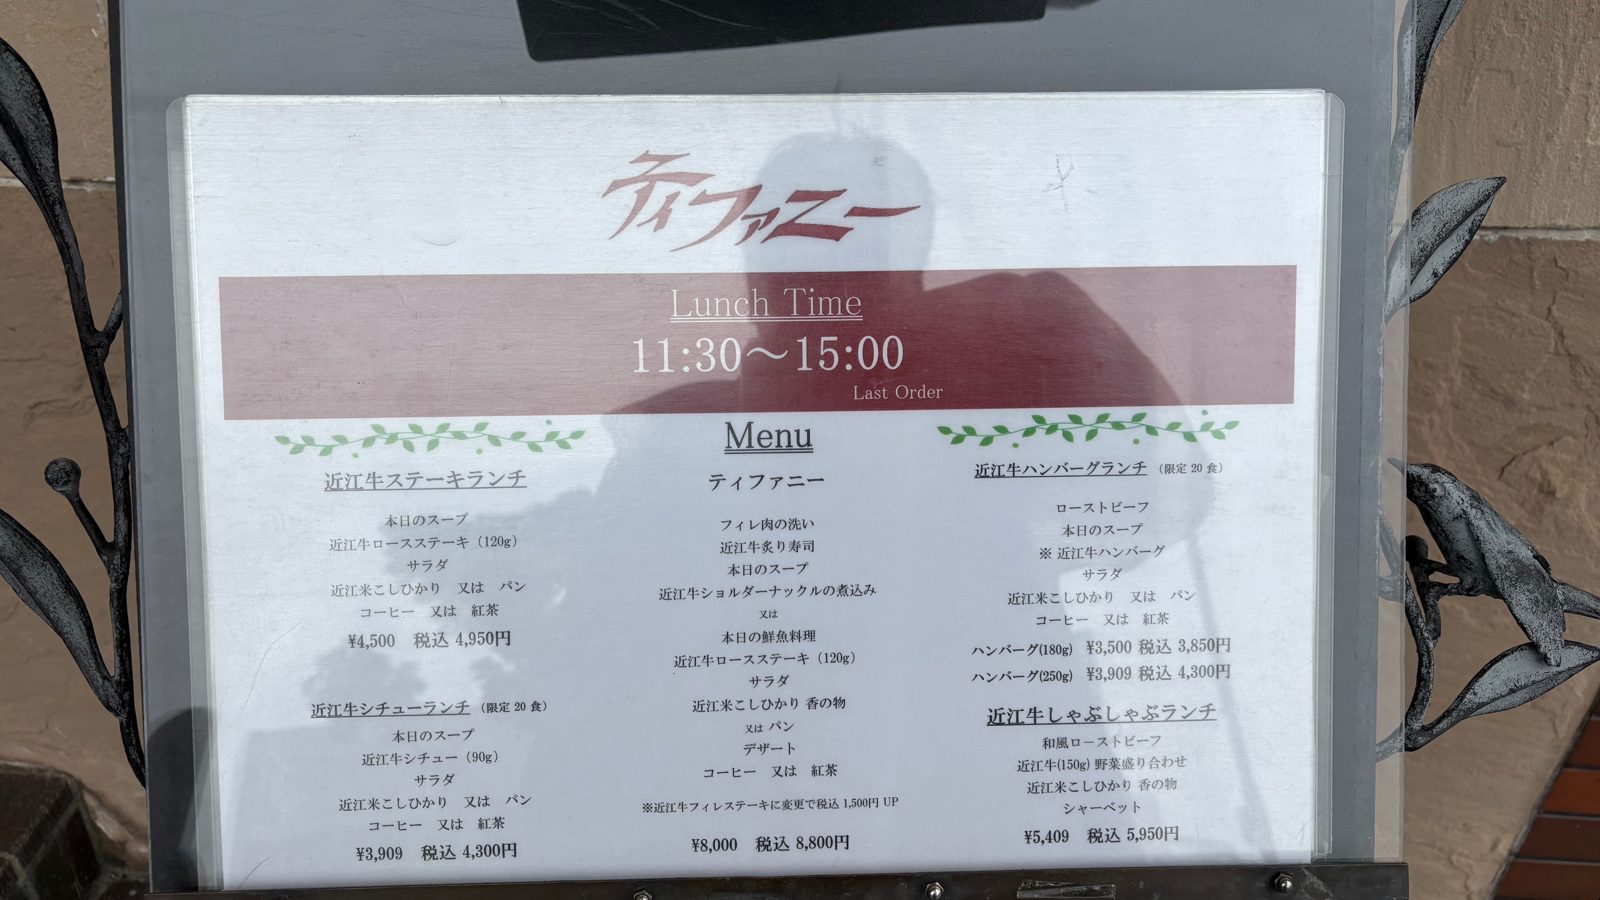 ティファニー
Lunch Time
11:30～15:00
Last Order
Menu
近江牛ステーキランチ
本日のスープ
近江牛ロースステーキ（120g）
サラダ
近江米こしひかり　又は　パン
コーヒー　又は　紅茶
¥4,500　税込 4,950円
近江牛シチューランチ （限定 20 食）
本日のスープ
近江牛シチュー（90g）
サラダ
近江米こしひかり　又は　パン
コーヒー　又は　紅茶
¥3,909　税込 4,300円
ティファニー
フィレ肉の洗い
近江牛炙り寿司
本日のスープ
近江牛ショルダーナックルの煮込み
又は
本日の鮮魚料理
近江牛ロースステーキ（120g）
サラダ
近江米こしひかり 香の物
又は パン
デザート
コーヒー　又は　紅茶
※近江牛フィレステーキに変更で税込 1,500円 UP
¥8,000　税込 8,800円
近江牛ハンバーグランチ （限定 20 食）
ローストビーフ
本日のスープ
※ 近江牛ハンバーグ
サラダ
近江米こしひかり　又は　パン
コーヒー　又は　紅茶
ハンバーグ(180g)　¥3,500 税込 3,850円
ハンバーグ(250g)　¥3,909 税込 4,300円
近江牛しゃぶしゃぶランチ
和風ローストビーフ
近江牛(150g) 野菜盛り合わせ
近江米こしひかり 香の物
シャーベット
¥5,409　税込 5,950円